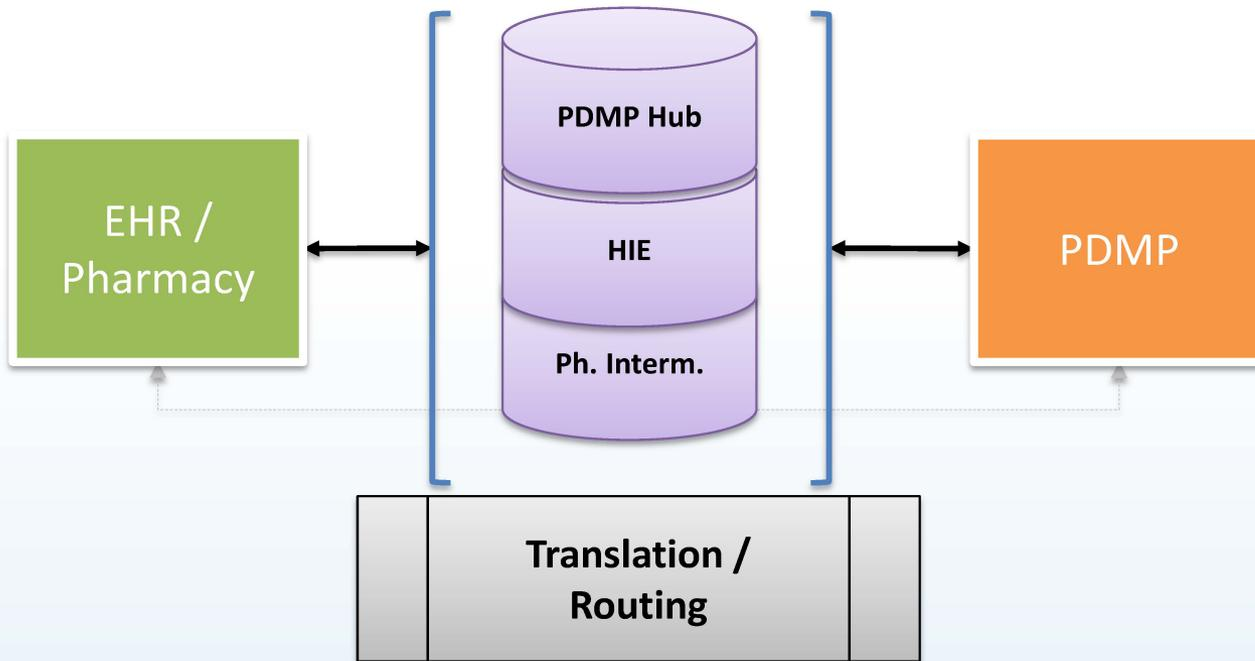 PDMP Hub
EHR /
Pharmacy
HIE
PDMP
Ph. Interm.
Translation /
Routing